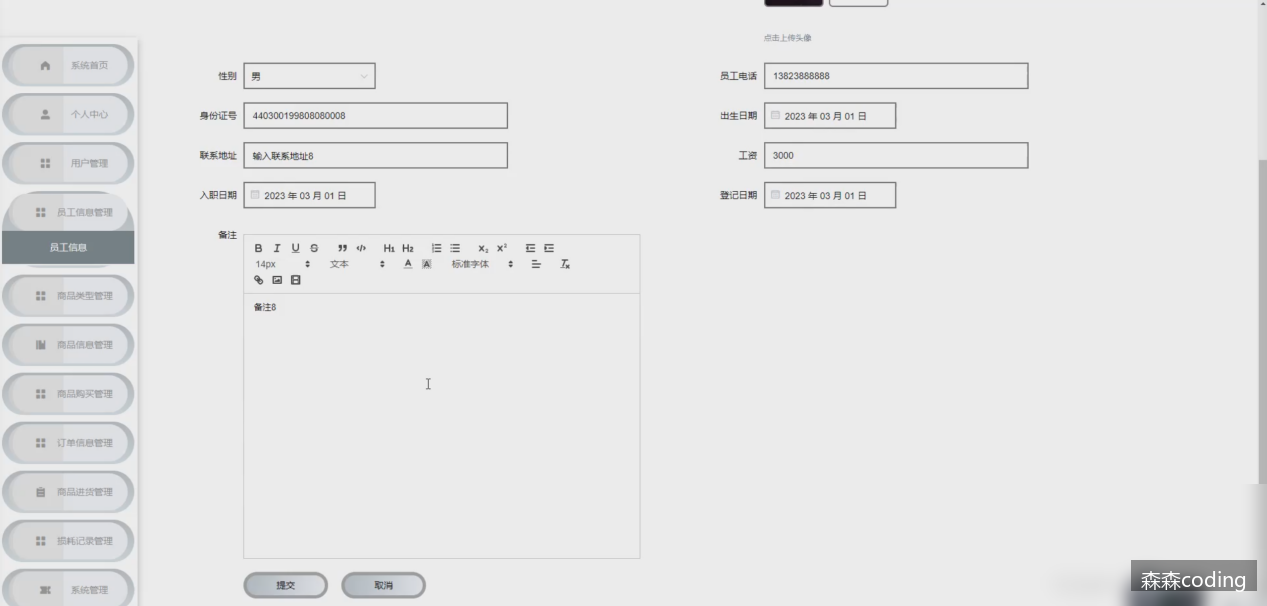 点击上传头像
系统首页
个人中心
用户管理
员工信息管理
员工信息
商品类型管理
商品信息管理
商品购买管理
订单信息管理
商品进货管理
损耗记录管理
系统管理
性别 男
员工电话 13823888888
身份证号 440300199808080008
出生日期 2023 年 03 月 01 日
联系地址 输入联系地址8
工资 3000
入职日期 2023 年 03 月 01 日
登记日期 2023 年 03 月 01 日
备注
B I U S ” </> H1 H2 X₂ X²
14px 文本 A A 标准字体 Tx
备注8
提交 取消
森森coding